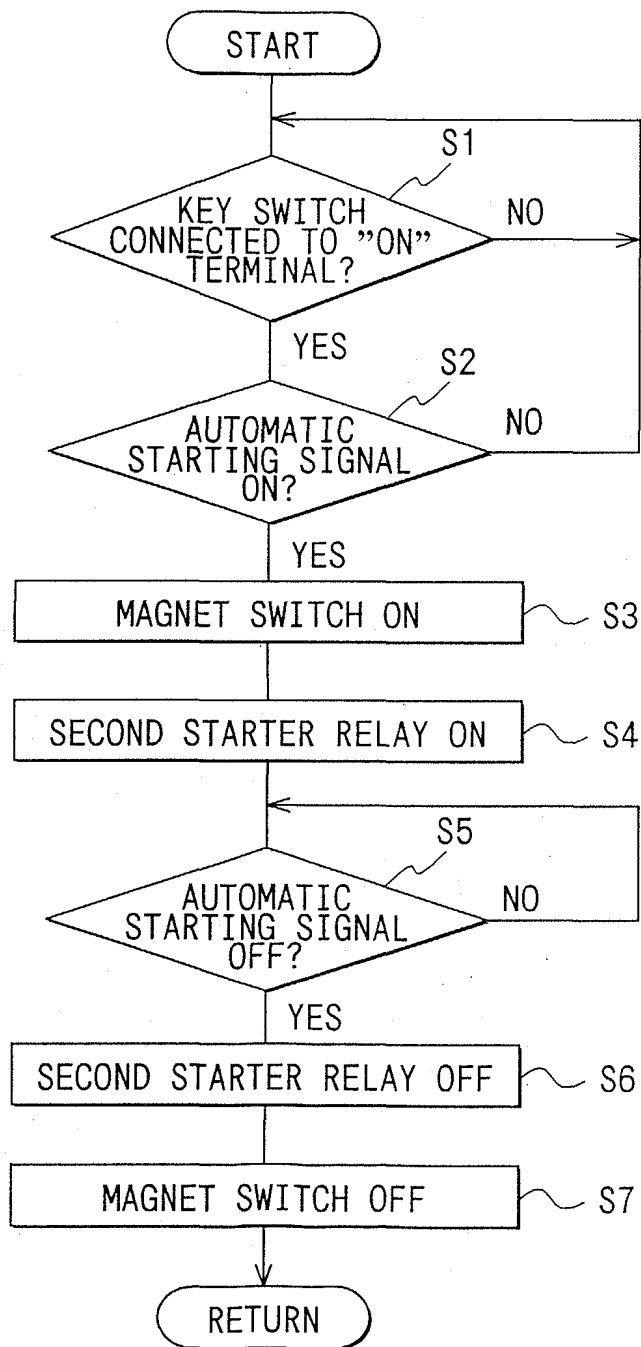 START
S1
KEY SWITCH
CONNECTED TO ”ON”
TERMINAL?
NO
YES
S2
AUTOMATIC
STARTING SIGNAL
ON?
NO
YES
MAGNET SWITCH ON
S3
SECOND STARTER RELAY ON
S4
S5
AUTOMATIC
STARTING SIGNAL
OFF?
NO
YES
SECOND STARTER RELAY OFF
S6
MAGNET SWITCH OFF
S7
RETURN